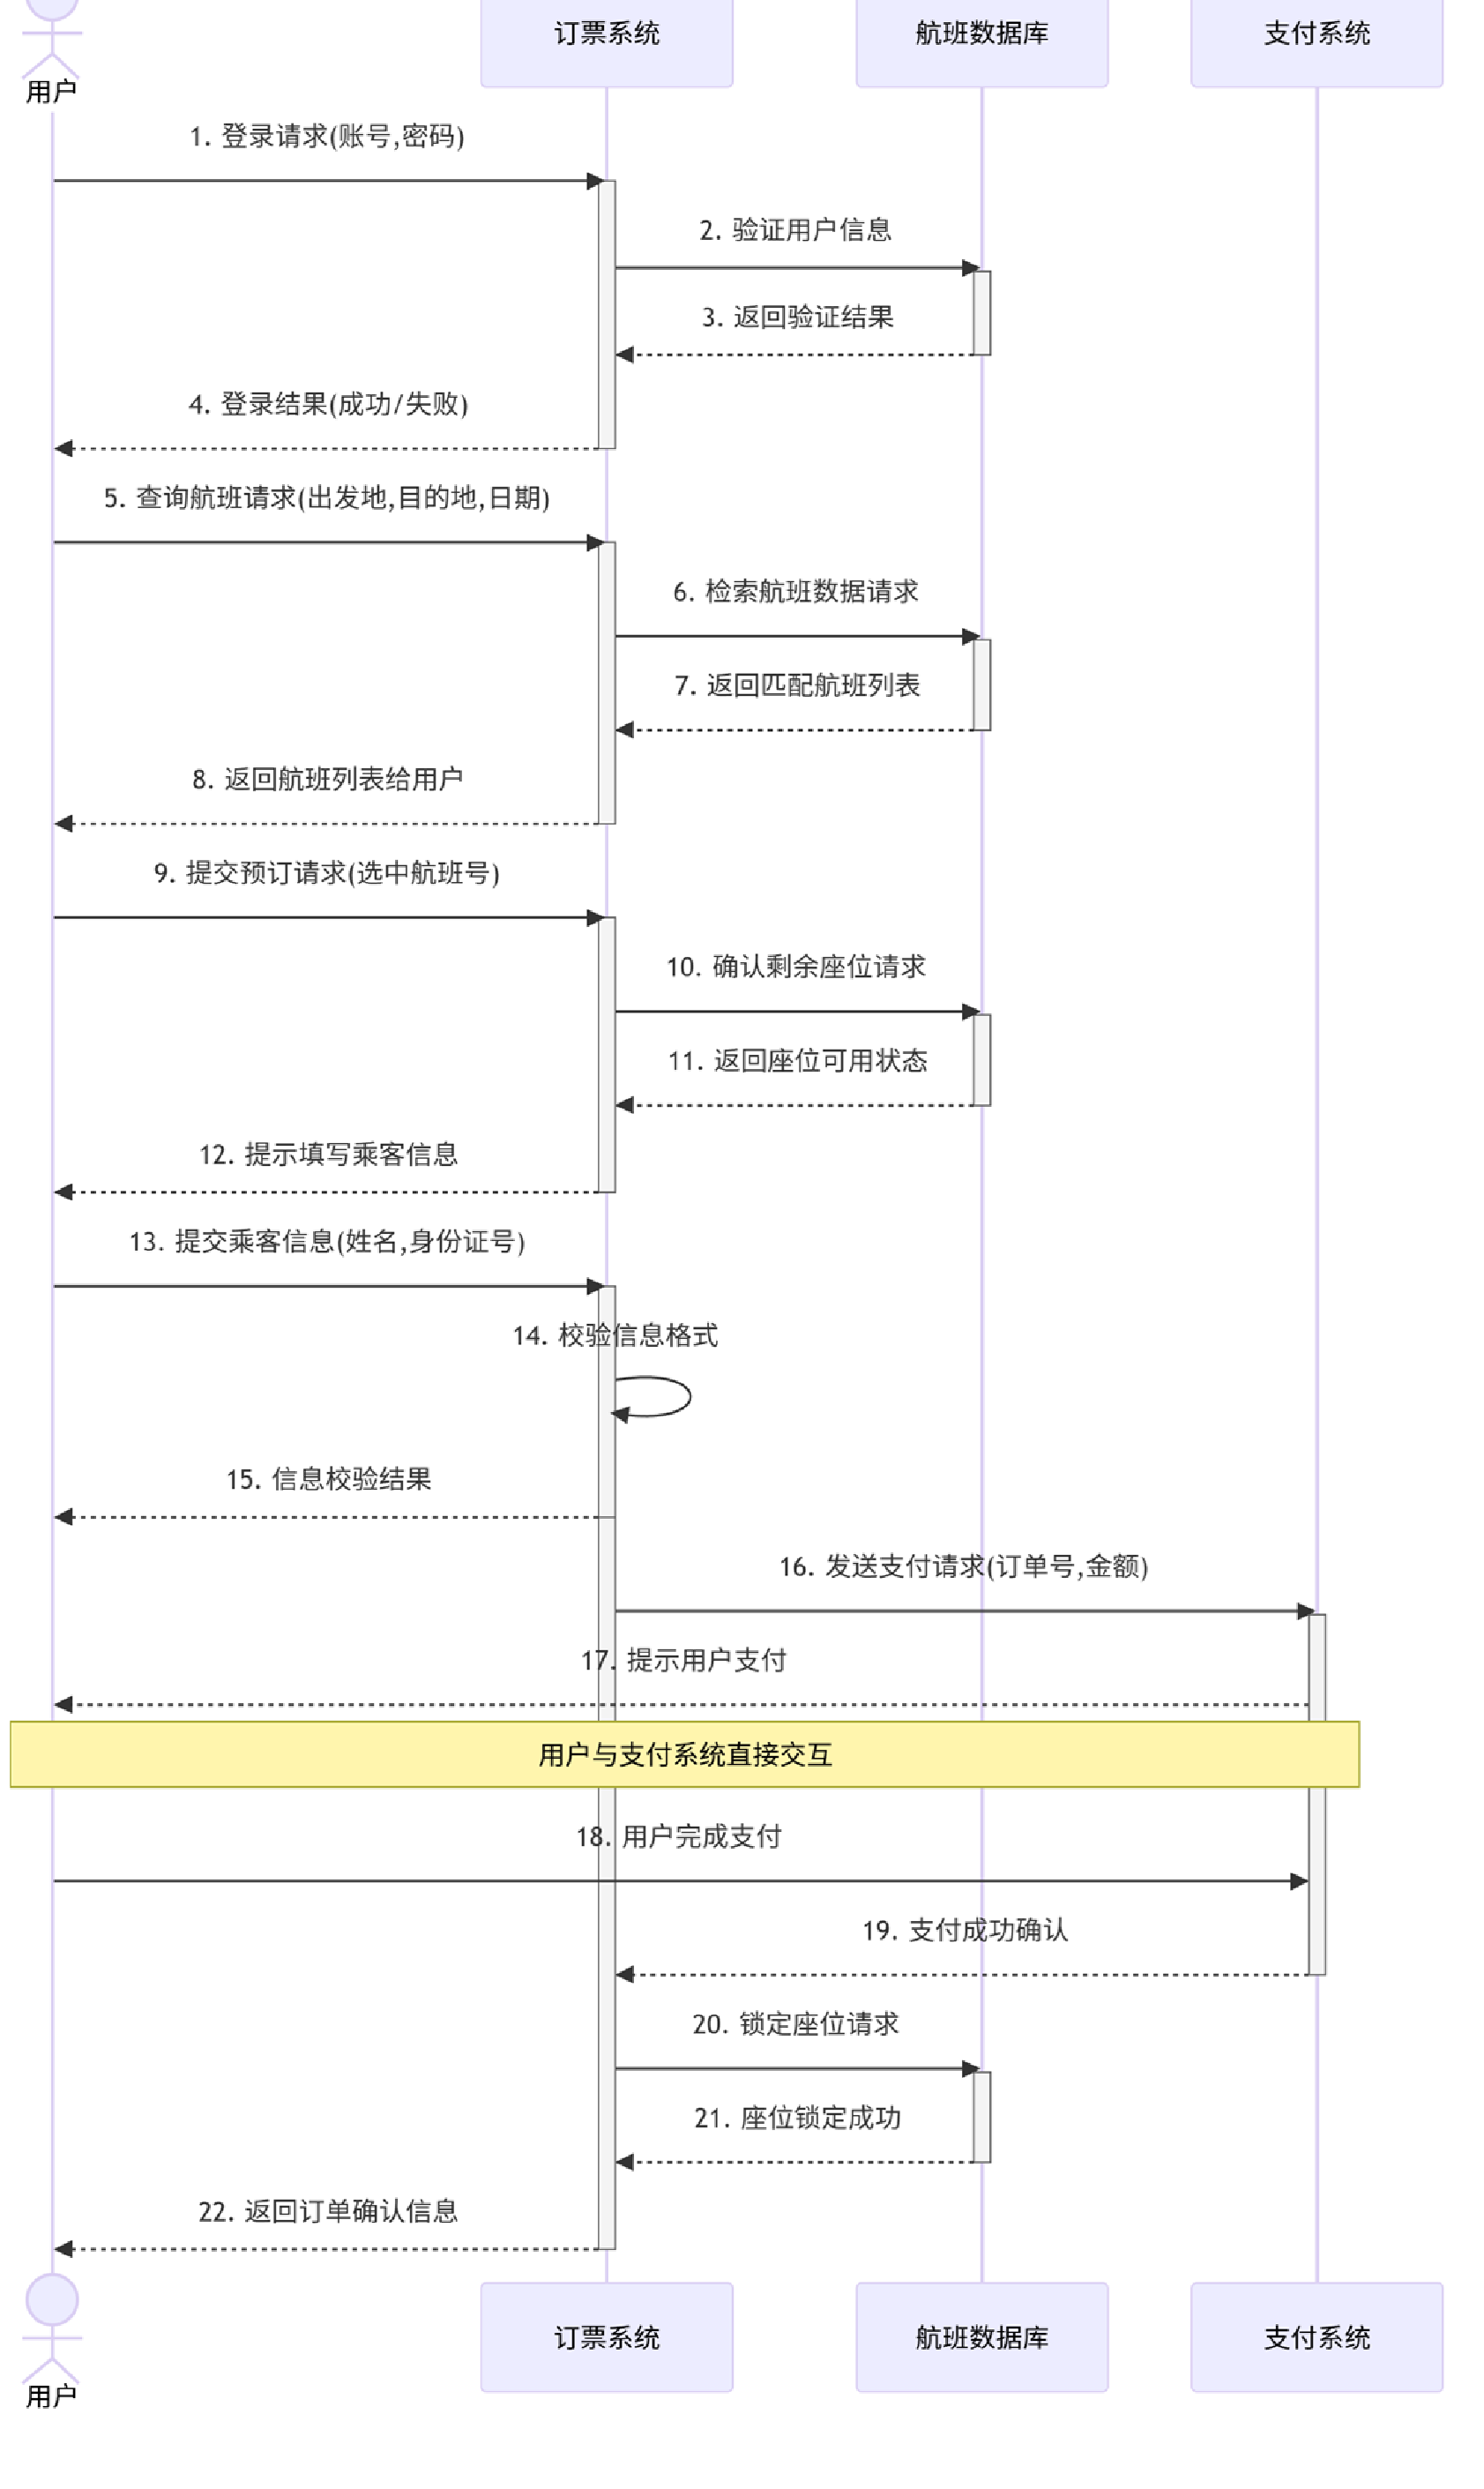 订票系统
航班数据库
支付系统
用户
1. 登录请求(账号,密码)
2. 验证用户信息
3. 返回验证结果
4. 登录结果(成功/失败)
5. 查询航班请求(出发地,目的地,日期)
6. 检索航班数据请求
7. 返回匹配航班列表
8. 返回航班列表给用户
9. 提交预订请求(选中航班号)
10. 确认剩余座位请求
11. 返回座位可用状态
12. 提示填写乘客信息
13. 提交乘客信息(姓名,身份证号)
14. 校验信息格式
15. 信息校验结果
16. 发送支付请求(订单号,金额)
17. 提示用户支付
用户与支付系统直接交互
18. 用户完成支付
19. 支付成功确认
20. 锁定座位请求
21. 座位锁定成功
22. 返回订单确认信息
订票系统
航班数据库
支付系统
用户